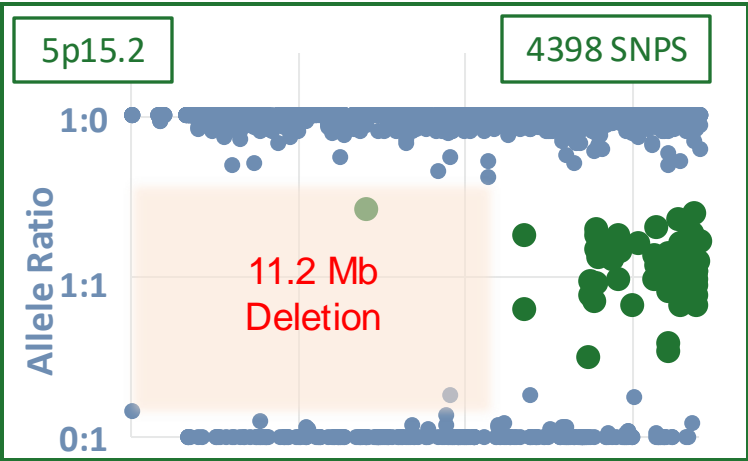 5p15.2
4398 SNPS
1:0
Allele Ratio
1:1
0:1
11.2 Mb
Deletion